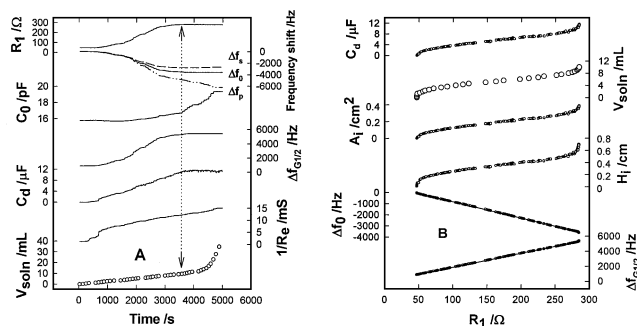 R1/Ω
300
200
100
0
Frequency shift/Hz
0
-2000
-4000
-6000
Δfs
Δf0
Δfp
C0/pF
20
18
16
ΔfG1/2 /Hz
6000
4000
2000
0
Cd/μF
12
8
4
0
1/Re/mS
15
10
5
0
Vsoln/mL
40
30
20
10
0
A
0 1000 2000 3000 4000 5000 6000
Time /s
Cd/μF
12
8
4
0
Vsoln/mL
12
8
4
0
Ai/cm2
0.4
0.2
0
Hi/cm
0.8
0.6
0.4
0.2
0
Δf0/Hz
0
-1000
-2000
-3000
-4000
ΔfG1/2/Hz
6000
4000
2000
0
B
0 50 100 150 200 250 300
R1/Ω